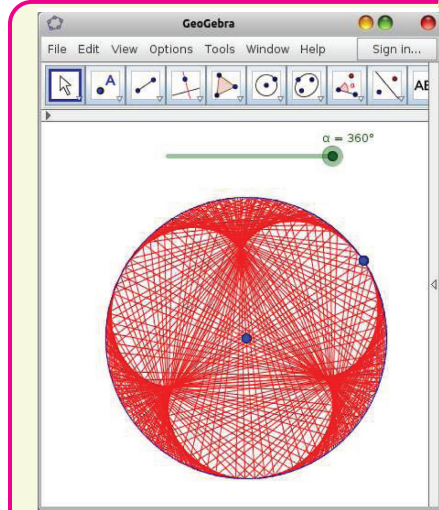 GeoGebra
File Edit View Options Tools Window Help Sign in...
A
α = 360°